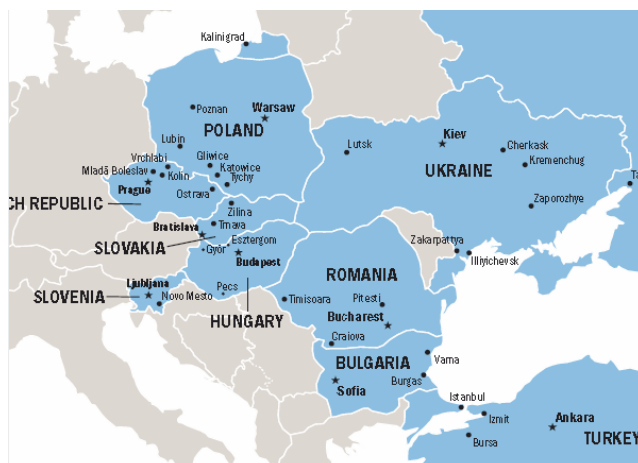 Kalinigrad
Poznan
Warsaw
POLAND
Lubin
Lutsk
Kiev
Cherkask
Kremenchug
UKRAINE
Vrchlabi
Gliwice
Mladá Boleslav
Kolin
Katowice
Tychy
Prague
Ostrava
Zaporozhye
CH REPUBLIC
Zilina
Bratislava
Trnava
SLOVAKIA
Esztergom
Györ
Budapest
Zakarpattya
Illiyichevsk
ROMANIA
Ljubljana
SLOVENIA
Novo Mesto
Pecs
HUNGARY
Timisoara
Pitesti
Bucharest
Craiova
BULGARIA
Varna
Sofia
Burgas
Istanbul
Izmit
Ankara
Bursa
TURKEY